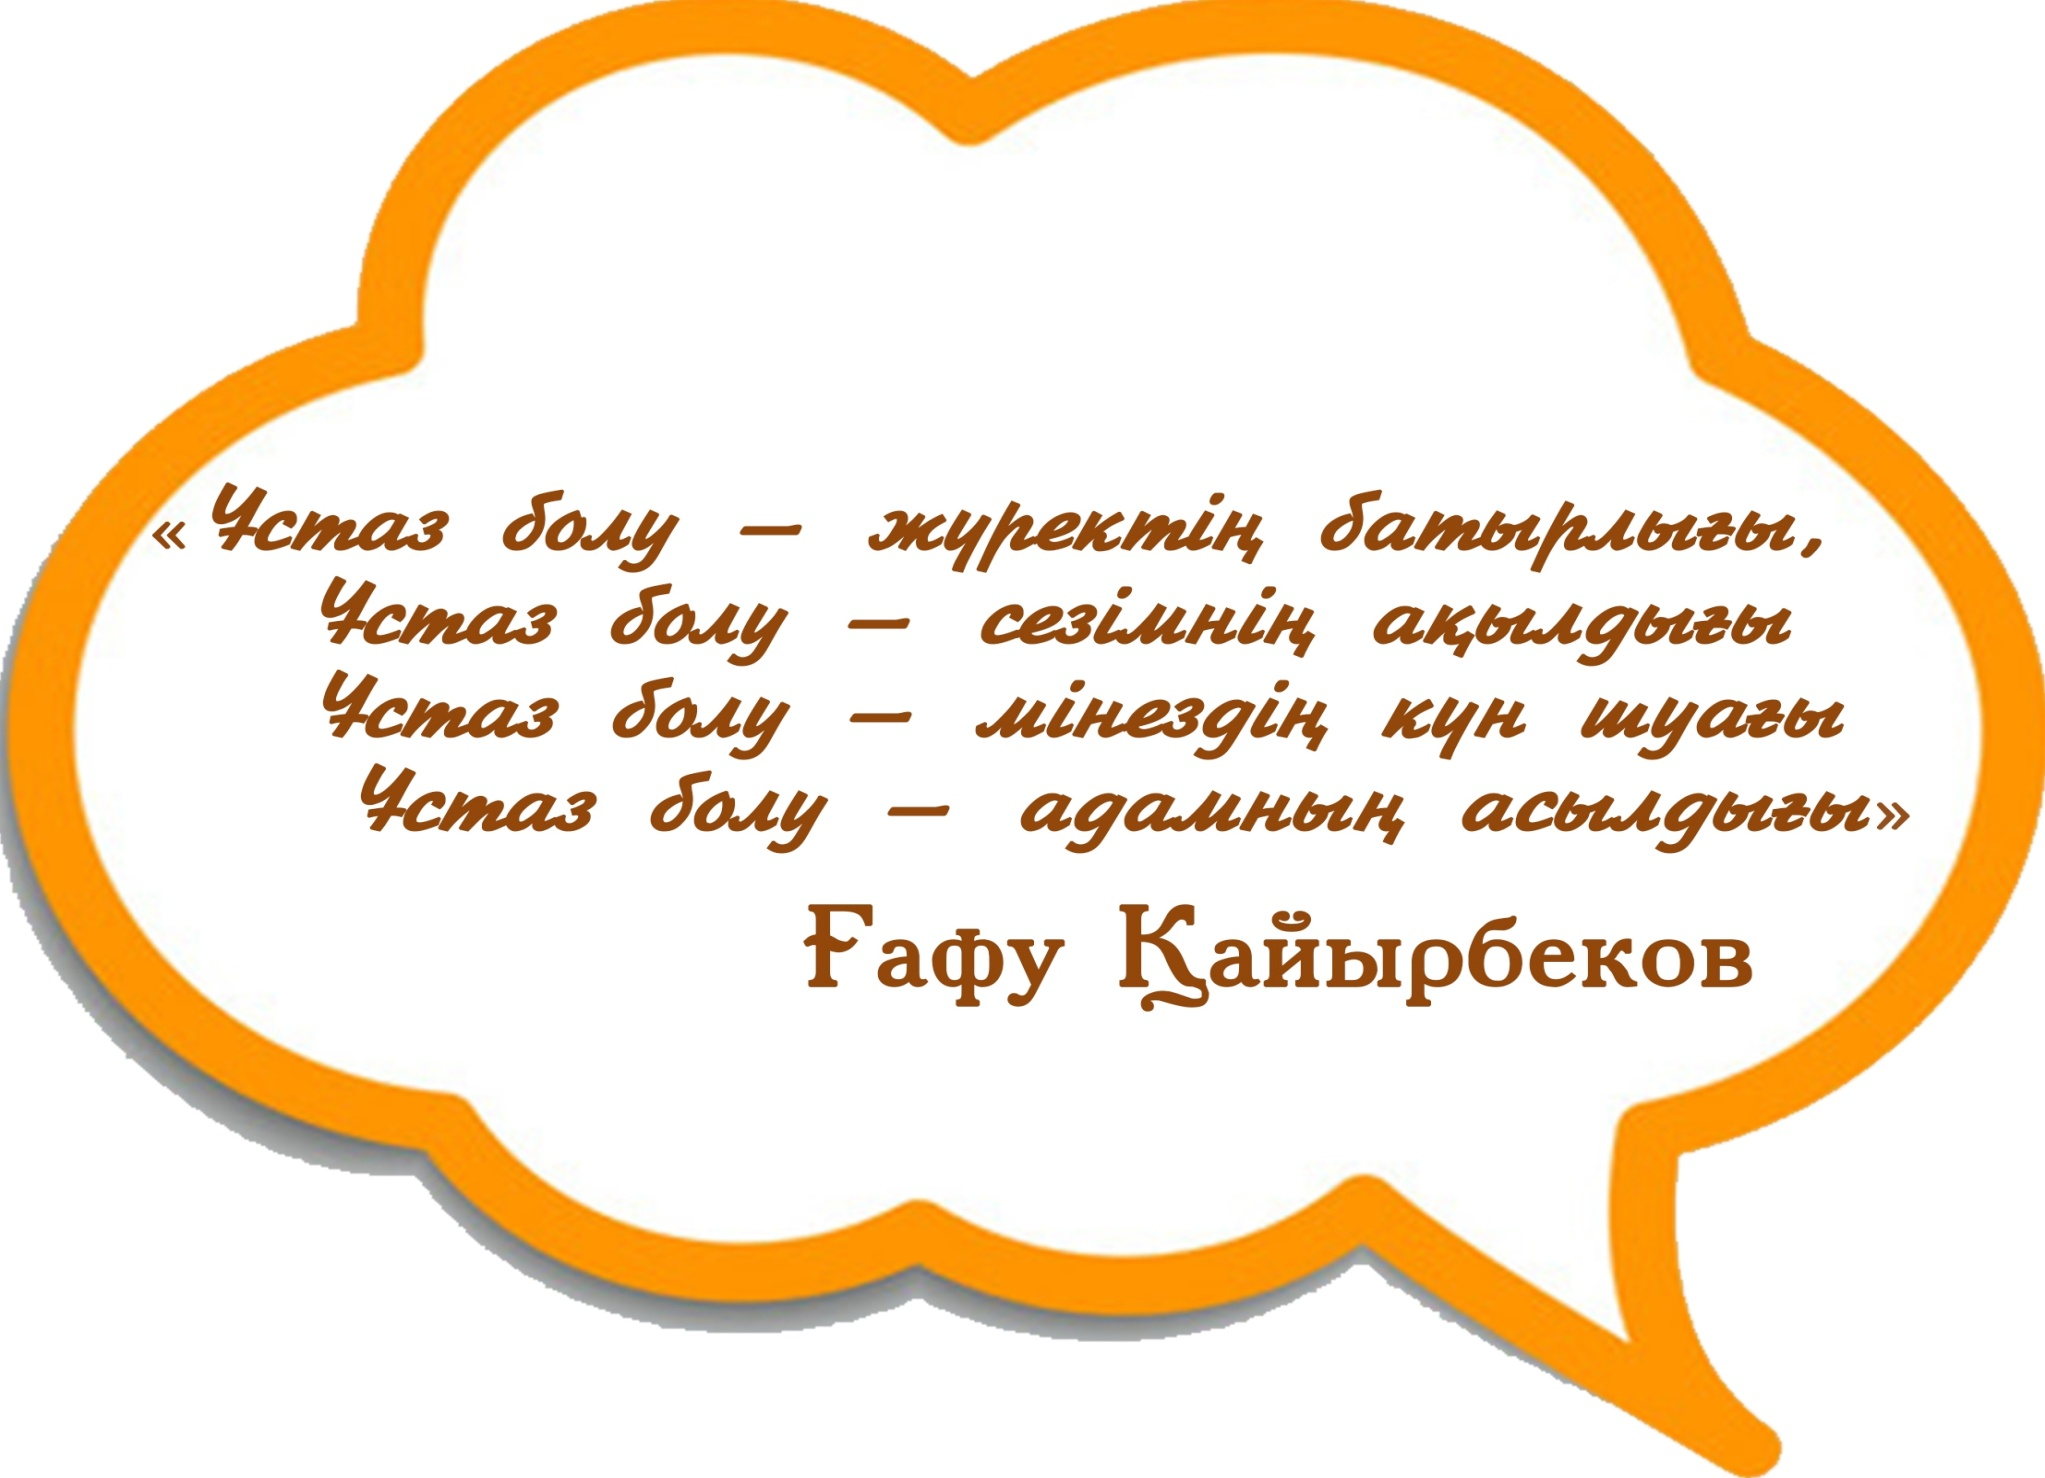 «Ұстаз болу – жүректің батырлығы,
Ұстаз болу – сезімнің ақылдығы
Ұстаз болу – мінездің күн шуағы
Ұстаз болу – адамның асылдығы»
Ғафу Қайырбеков